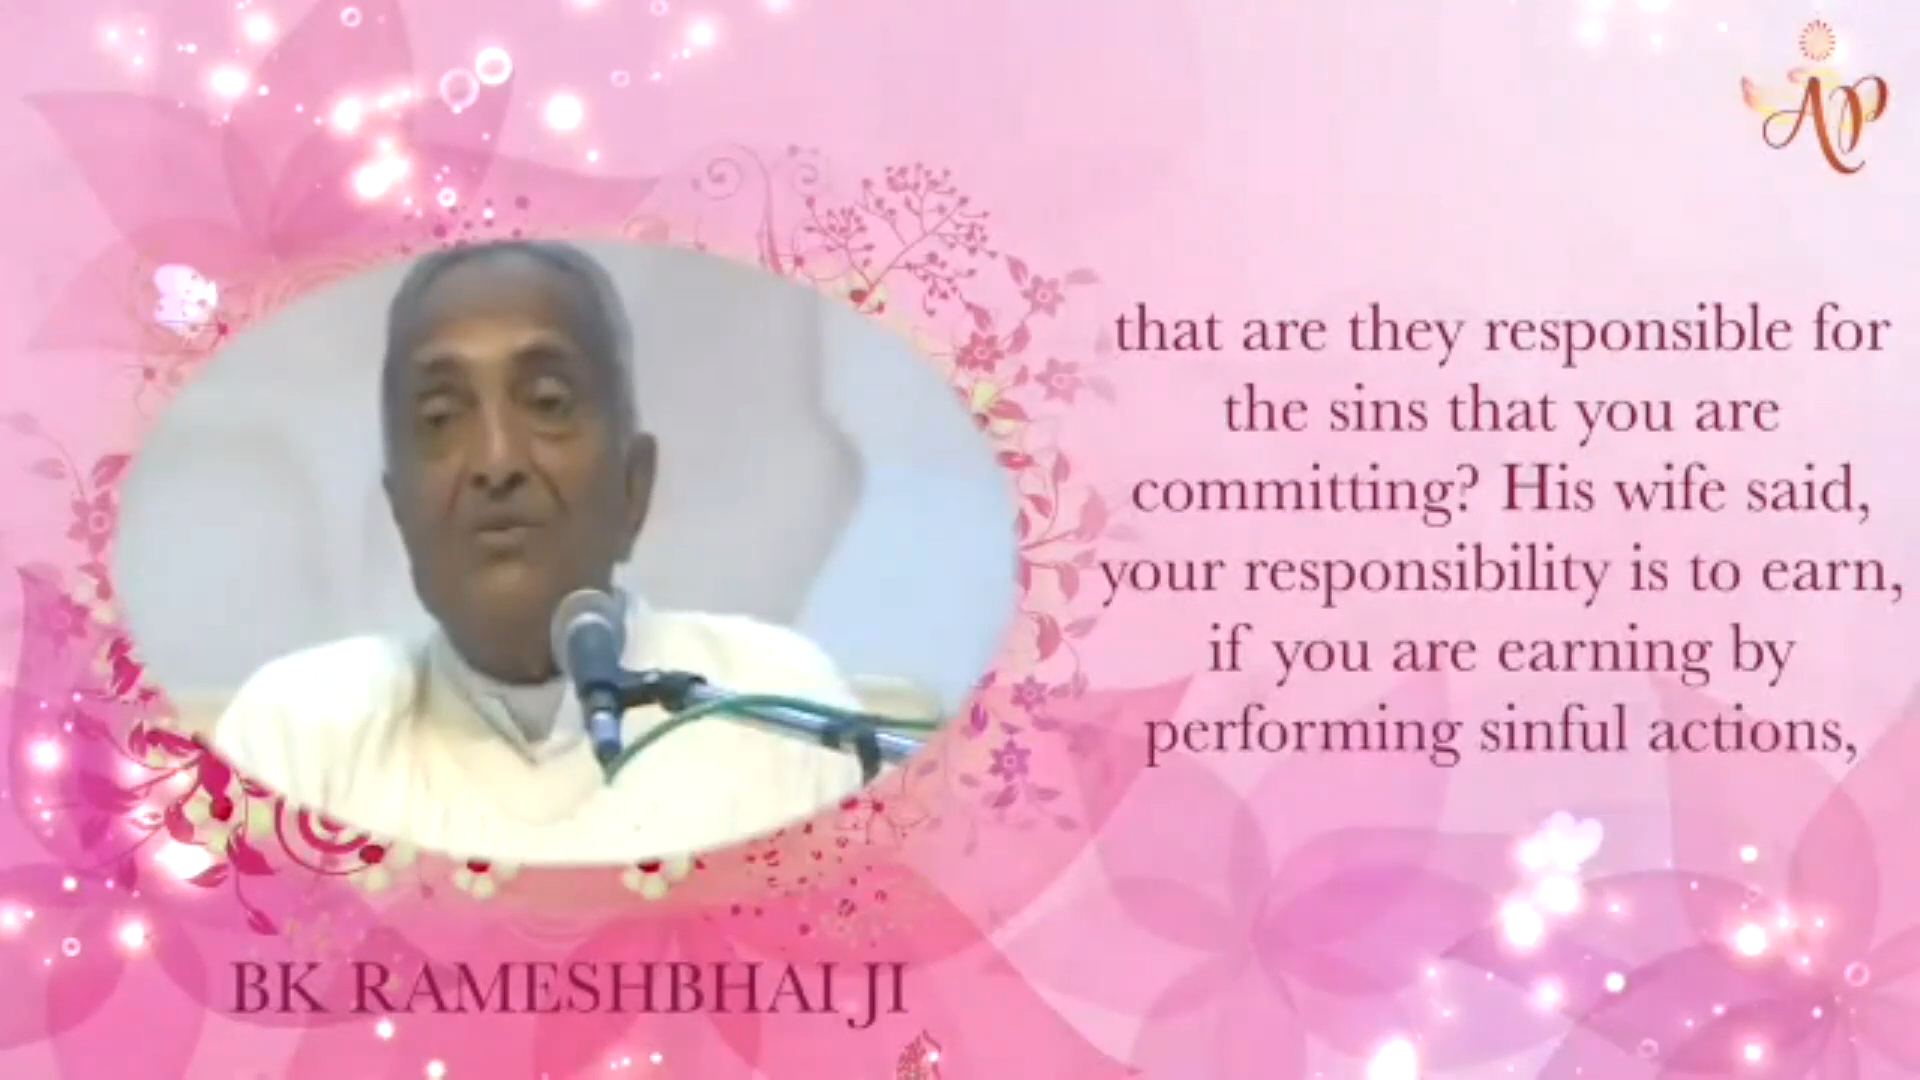 AP
that are they responsible for
the sins that you are
committing? His wife said,
your responsibility is to earn,
if you are earning by
performing sinful actions,
BK RAMESHBHAI JI